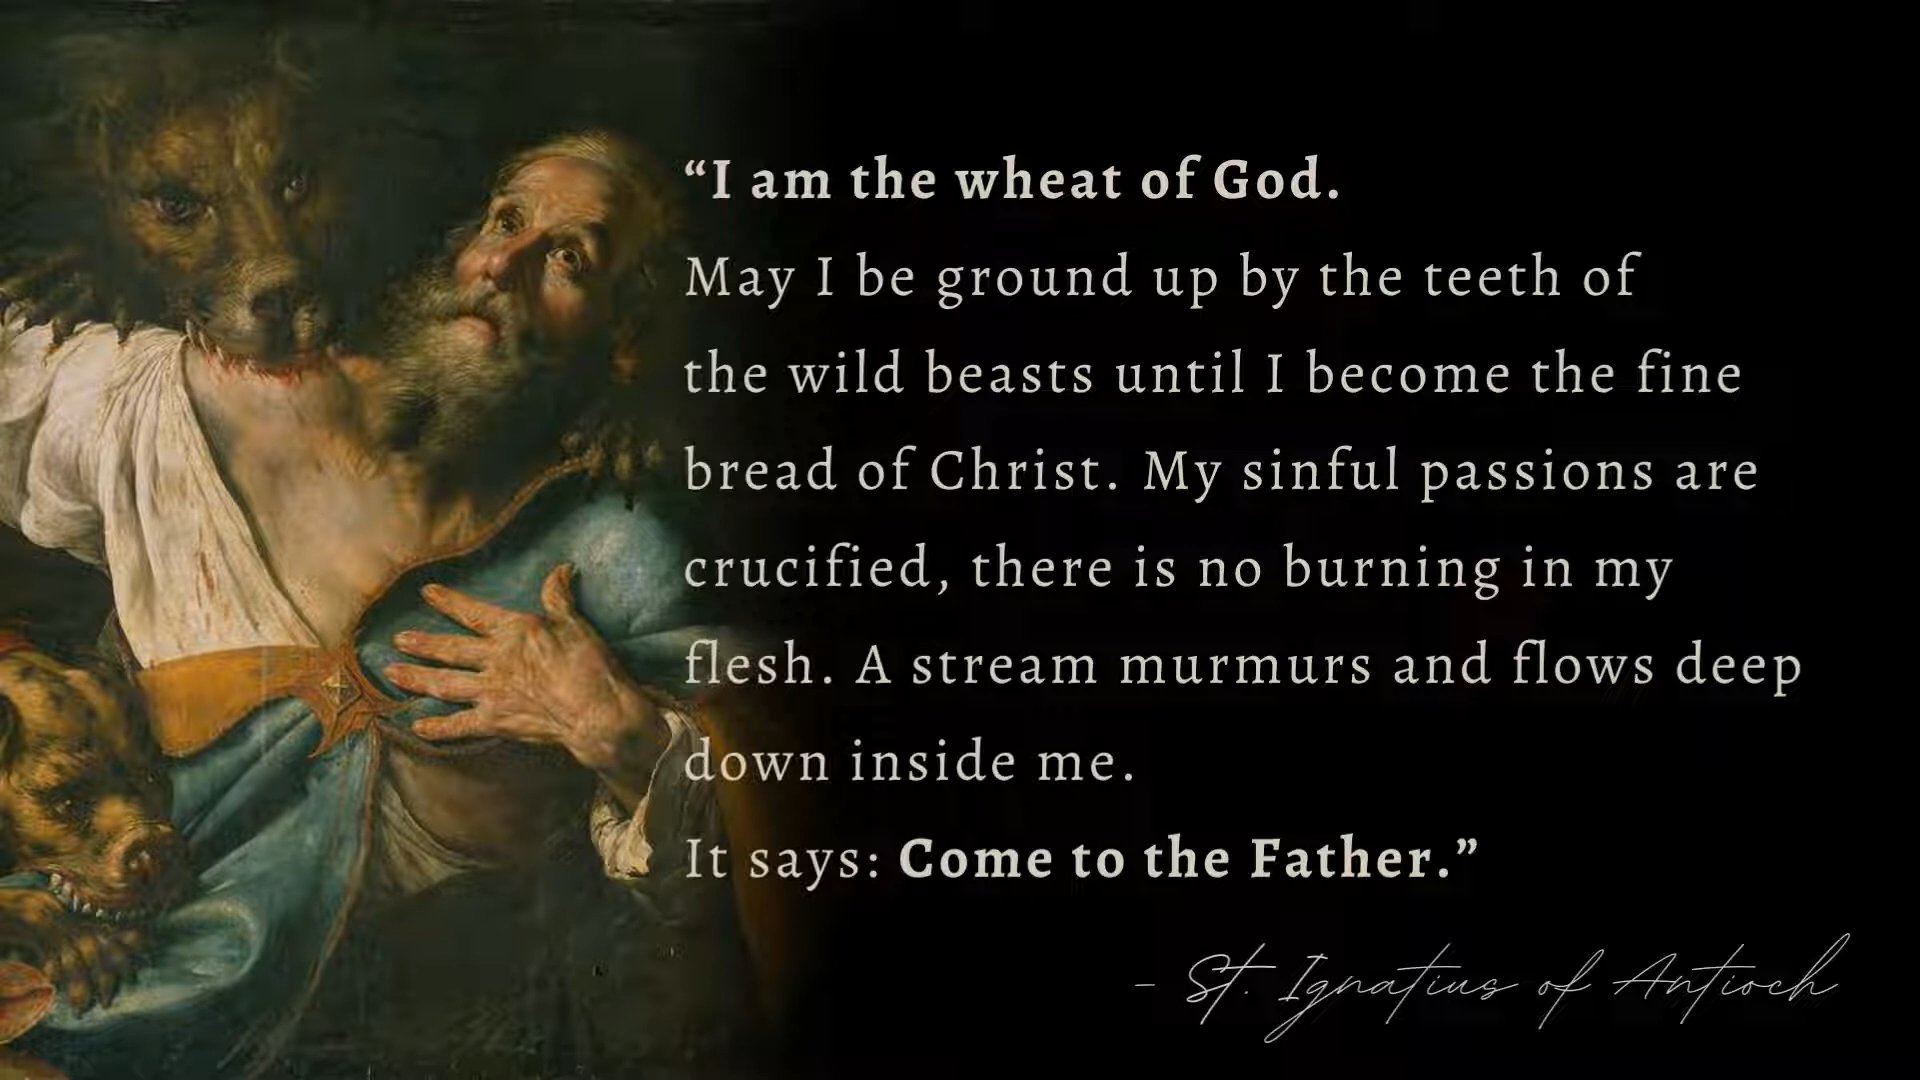 “I am the wheat of God.
May I be ground up by the teeth of
the wild beasts until I become the fine
bread of Christ. My sinful passions are
crucified, there is no burning in my
flesh. A stream murmurs and flows deep
down inside me.
It says: Come to the Father.”
- St. Ignatius of Antioch